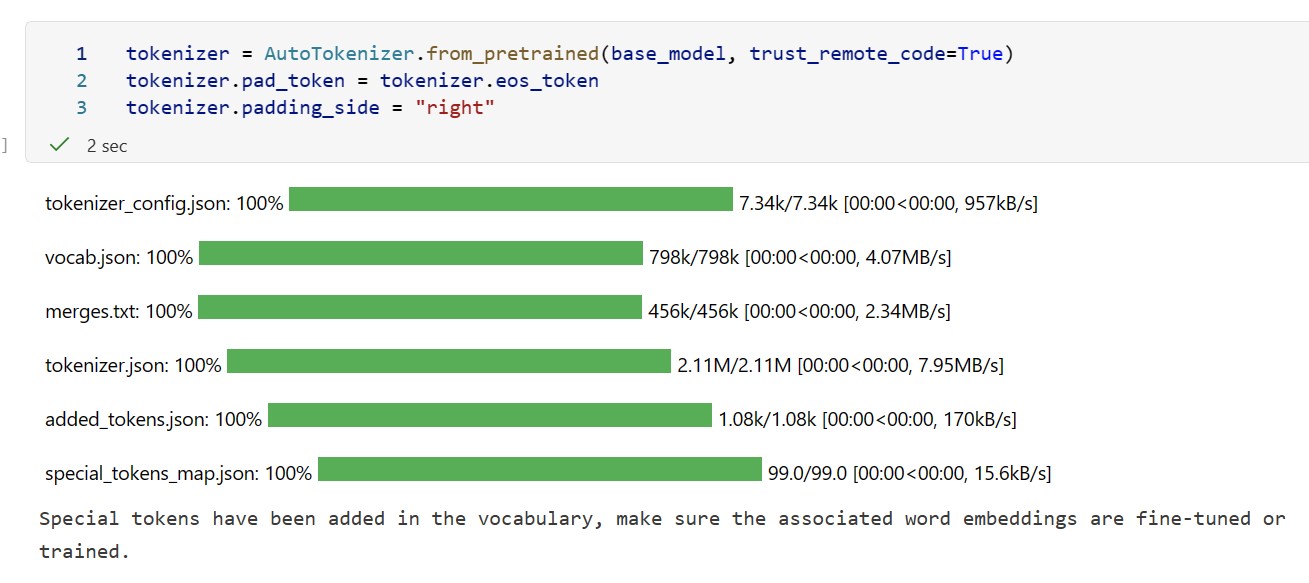 1 tokenizer = AutoTokenizer.from_pretrained(base_model, trust_remote_code=True)
2 tokenizer.pad_token = tokenizer.eos_token
3 tokenizer.padding_side = "right"
] ✓ 2 sec
tokenizer_config.json: 100% 7.34k/7.34k [00:00<00:00, 957kB/s]
vocab.json: 100% 798k/798k [00:00<00:00, 4.07MB/s]
merges.txt: 100% 456k/456k [00:00<00:00, 2.34MB/s]
tokenizer.json: 100% 2.11M/2.11M [00:00<00:00, 7.95MB/s]
added_tokens.json: 100% 1.08k/1.08k [00:00<00:00, 170kB/s]
special_tokens_map.json: 100% 99.0/99.0 [00:00<00:00, 15.6kB/s]
Special tokens have been added in the vocabulary, make sure the associated word embeddings are fine-tuned or
trained.